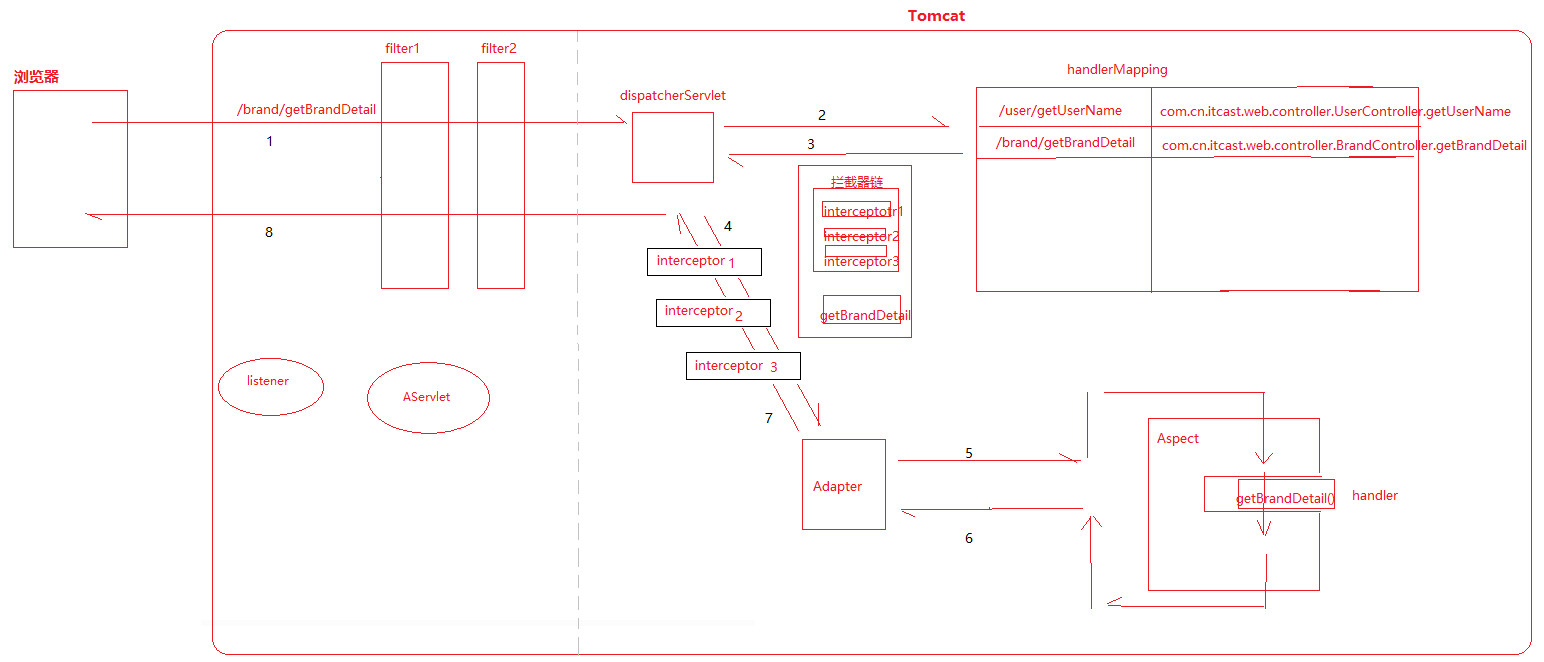 Tomcat
浏览器
filter1
filter2
handlerMapping
dispatcherServlet
/brand/getBrandDetail
1
2
3
/user/getUserName
com.cn.itcast.web.controller.UserController.getUserName
/brand/getBrandDetail
com.cn.itcast.web.controller.BrandController.getBrandDetail
拦截器链
interceptotr1
interceptor2
interceptor3
getBrandDetail
8
4
interceptor 1
interceptor 2
interceptor 3
7
listener
AServlet
Adapter
5
6
Aspect
getBrandDetail()
handler